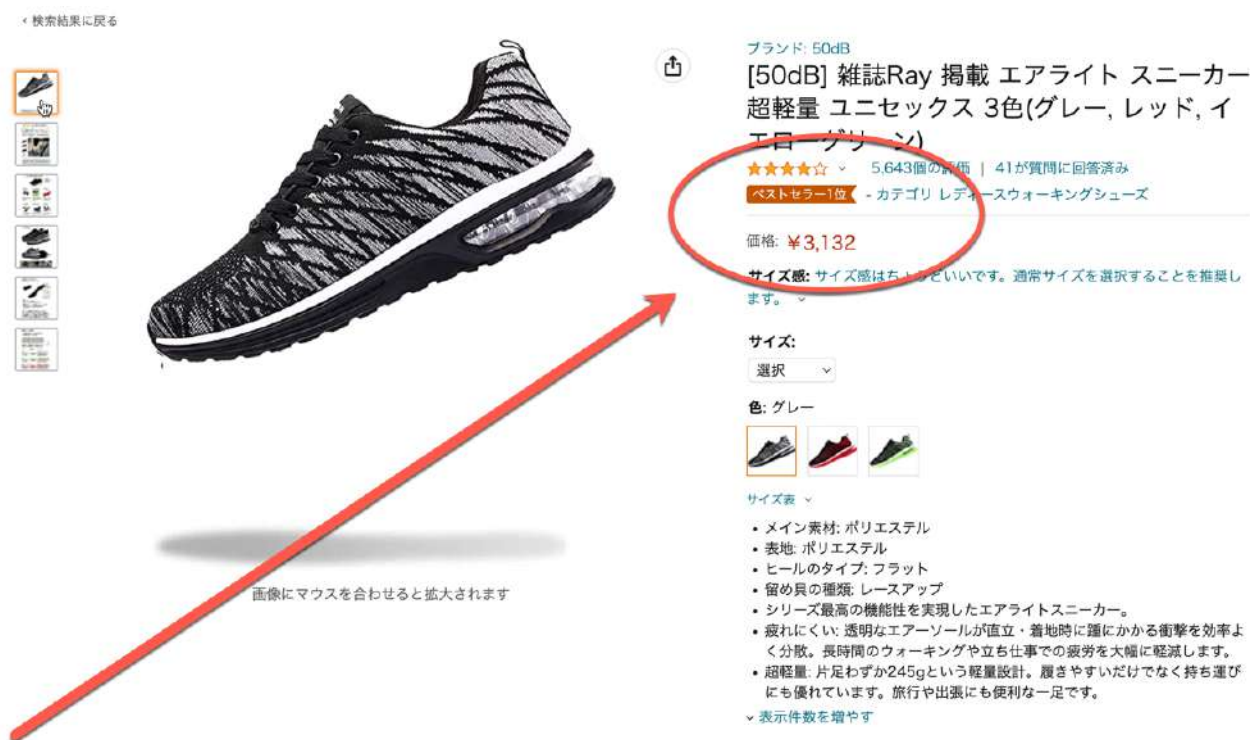 ‹ 検索結果に戻る
ブランド: 50dB
[50dB] 雑誌Ray 掲載 エアライト スニーカー
超軽量 ユニセックス 3色(グレー, レッド, イ
エローグリーン)
5,643個の評価 | 41が質問に回答済み
ベストセラー1位 - カテゴリ レディースウォーキングシューズ
価格: ¥3,132
サイズ感: サイズ感はちょうどいいです。通常サイズを選択することを推奨し
ます。
サイズ:
選択
色: グレー
サイズ表
• メイン素材: ポリエステル
• 表地: ポリエステル
• ヒールのタイプ: フラット
• 留め具の種類: レースアップ
• シリーズ最高の機能性を実現したエアライトスニーカー。
• 疲れにくい: 透明なエアーソールが直立・着地時に踵にかかる衝撃を効率よ
く分散。長時間のウォーキングや立ち仕事での疲労を大幅に軽減します。
• 超軽量: 片足わずか245gという軽量設計。履きやすいだけでなく持ち運び
にも優れています。旅行や出張にも便利な一足です。
表示件数を増やす
画像にマウスを合わせると拡大されます